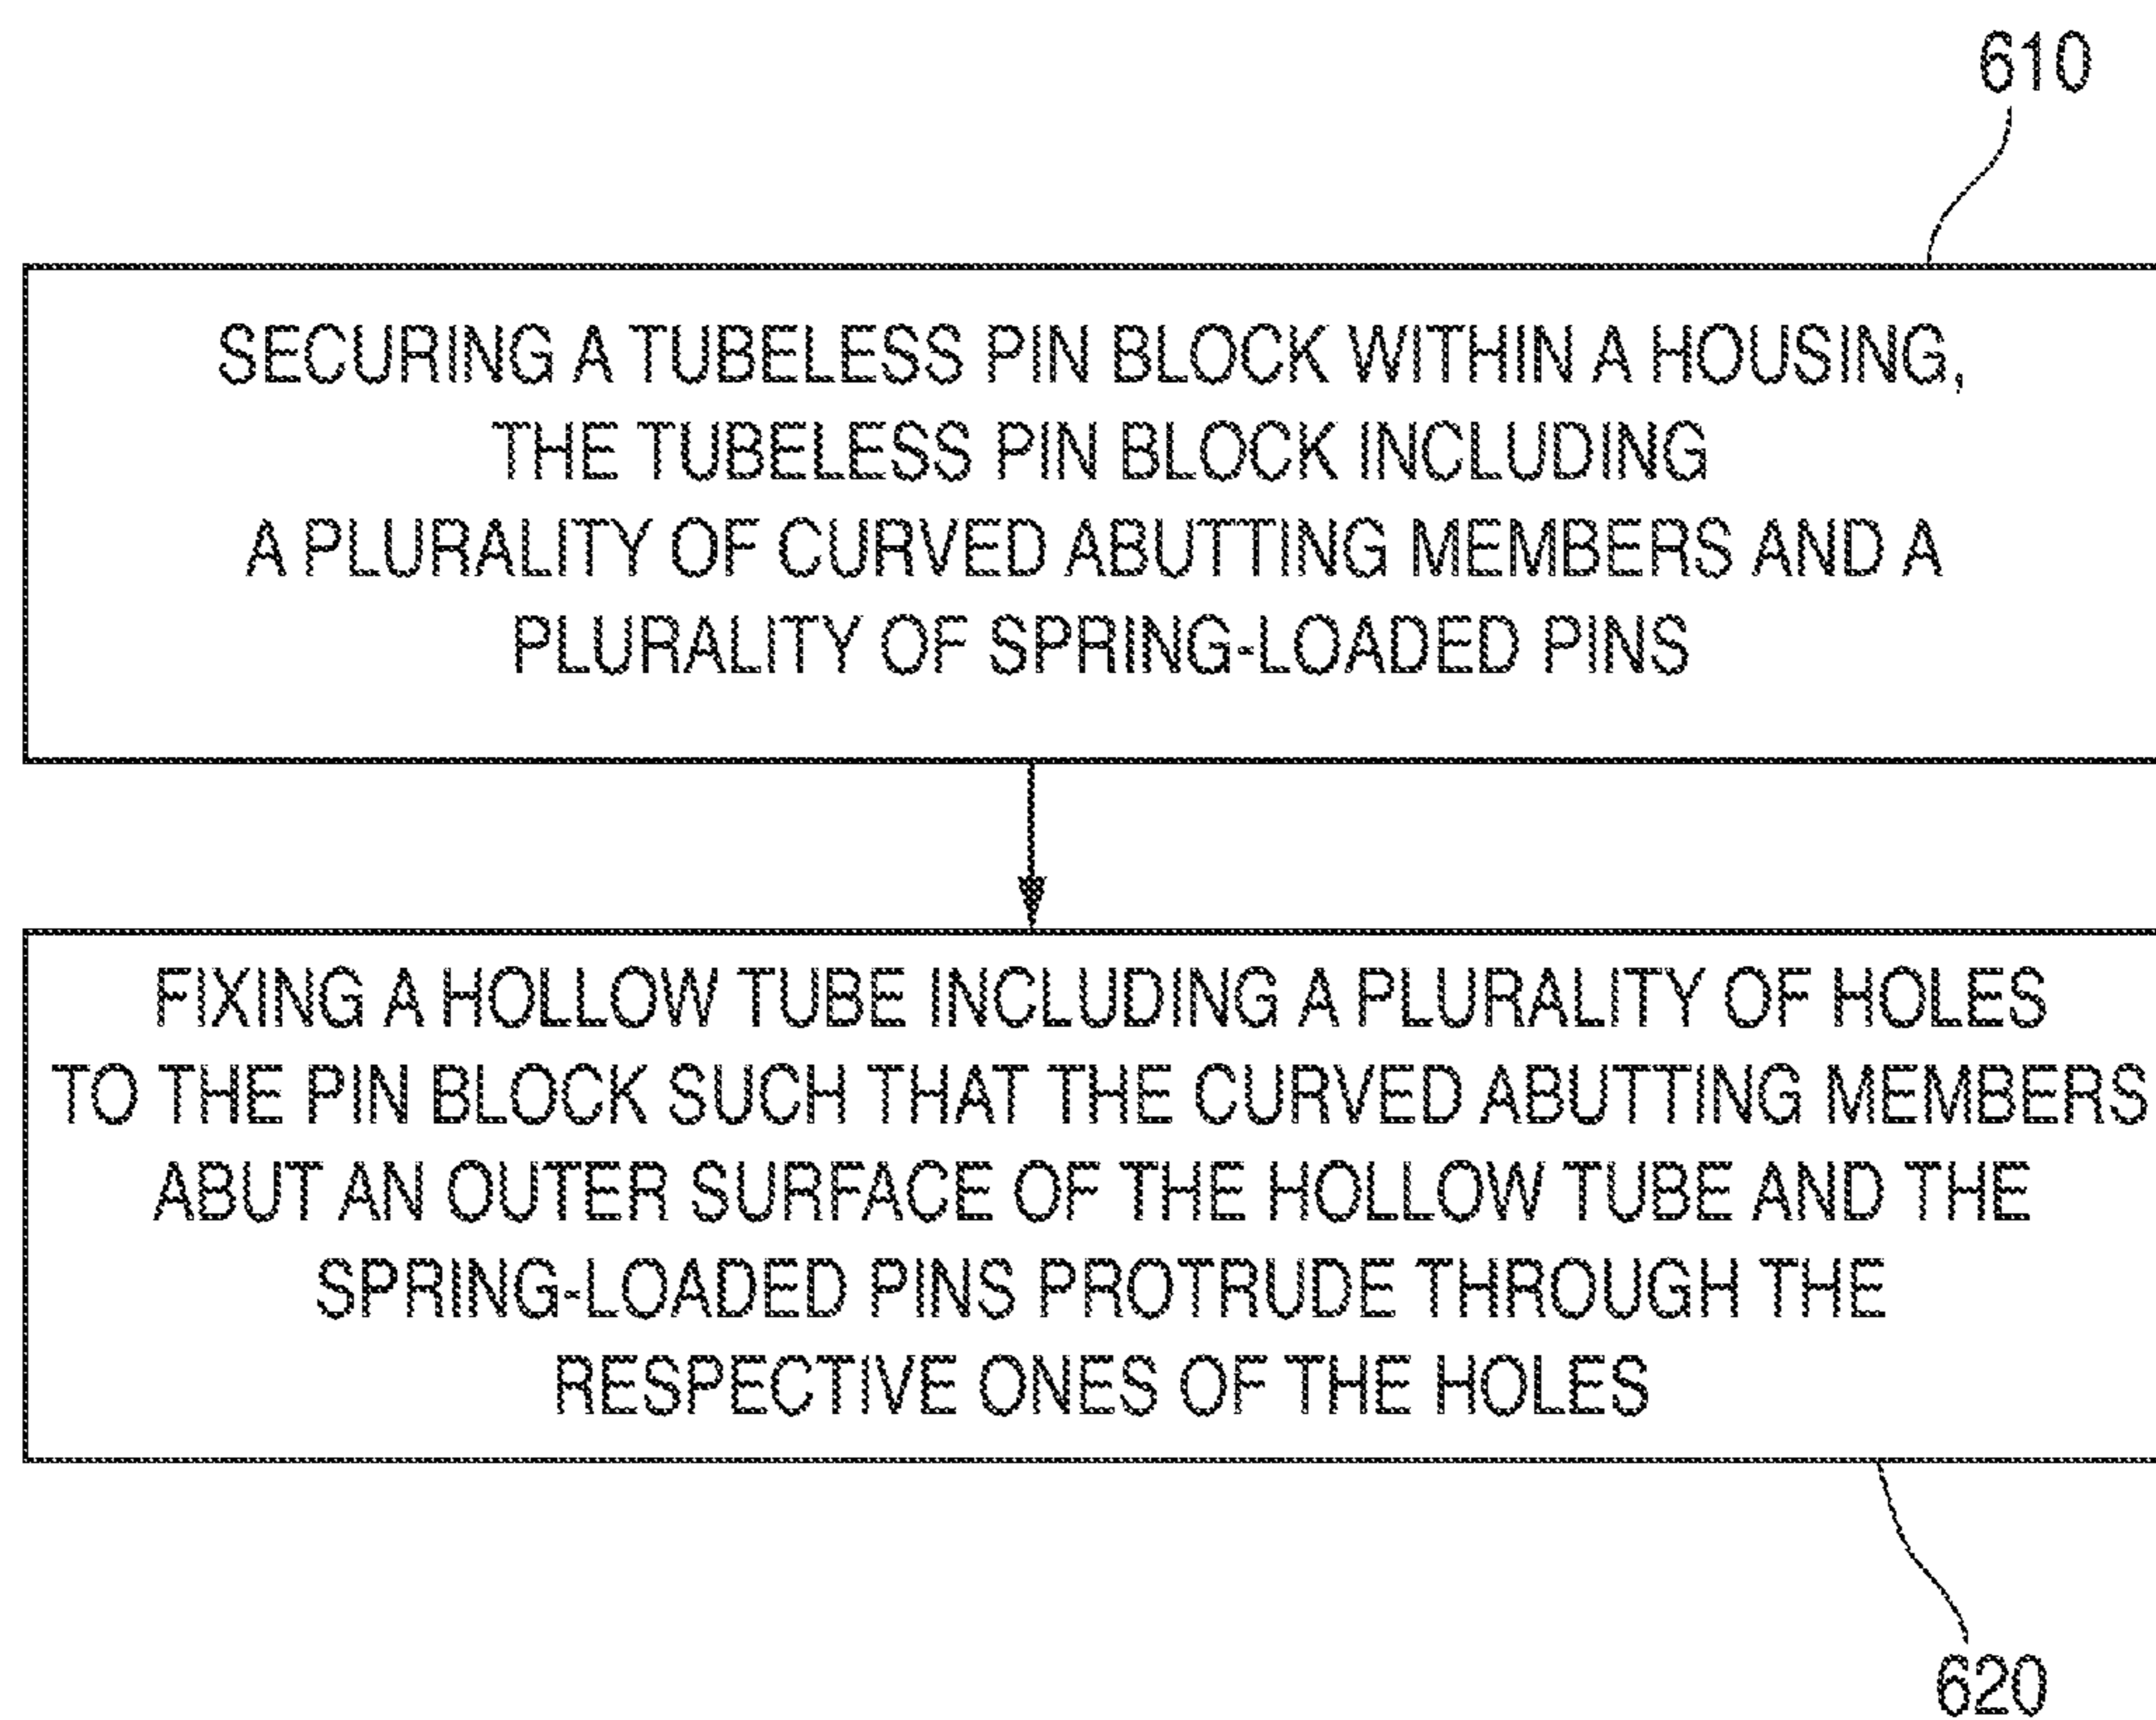 610
SECURING A TUBELESS PIN BLOCK WITHIN A HOUSING,
THE TUBELESS PIN BLOCK INCLUDING
A PLURALITY OF CURVED ABUTTING MEMBERS AND A
PLURALITY OF SPRING-LOADED PINS
FIXING A HOLLOW TUBE INCLUDING A PLURALITY OF HOLES
TO THE PIN BLOCK SUCH THAT THE CURVED ABUTTING MEMBERS
ABUT AN OUTER SURFACE OF THE HOLLOW TUBE AND THE
SPRING-LOADED PINS PROTRUDE THROUGH THE
RESPECTIVE ONES OF THE HOLES
620